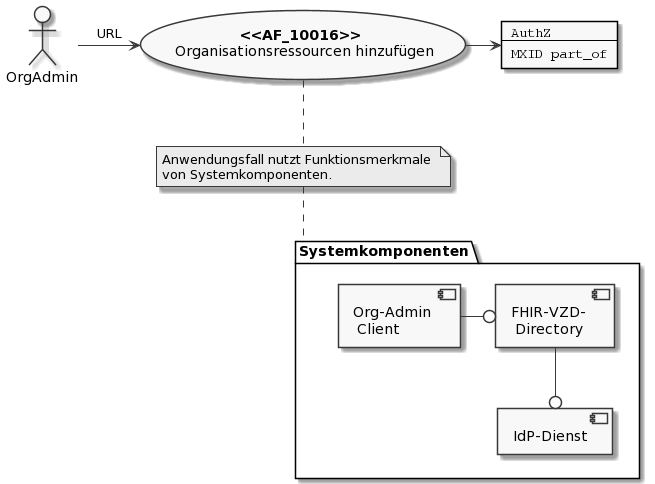 OrgAdmin
URL
<<AF_10016>>
Organisationsressourcen hinzufügen
AuthZ
MXID part_of
Anwendungsfall nutzt Funktionsmerkmale
von Systemkomponenten.
Systemkomponenten
Org-Admin
Client
FHIR-VZD-
Directory
IdP-Dienst